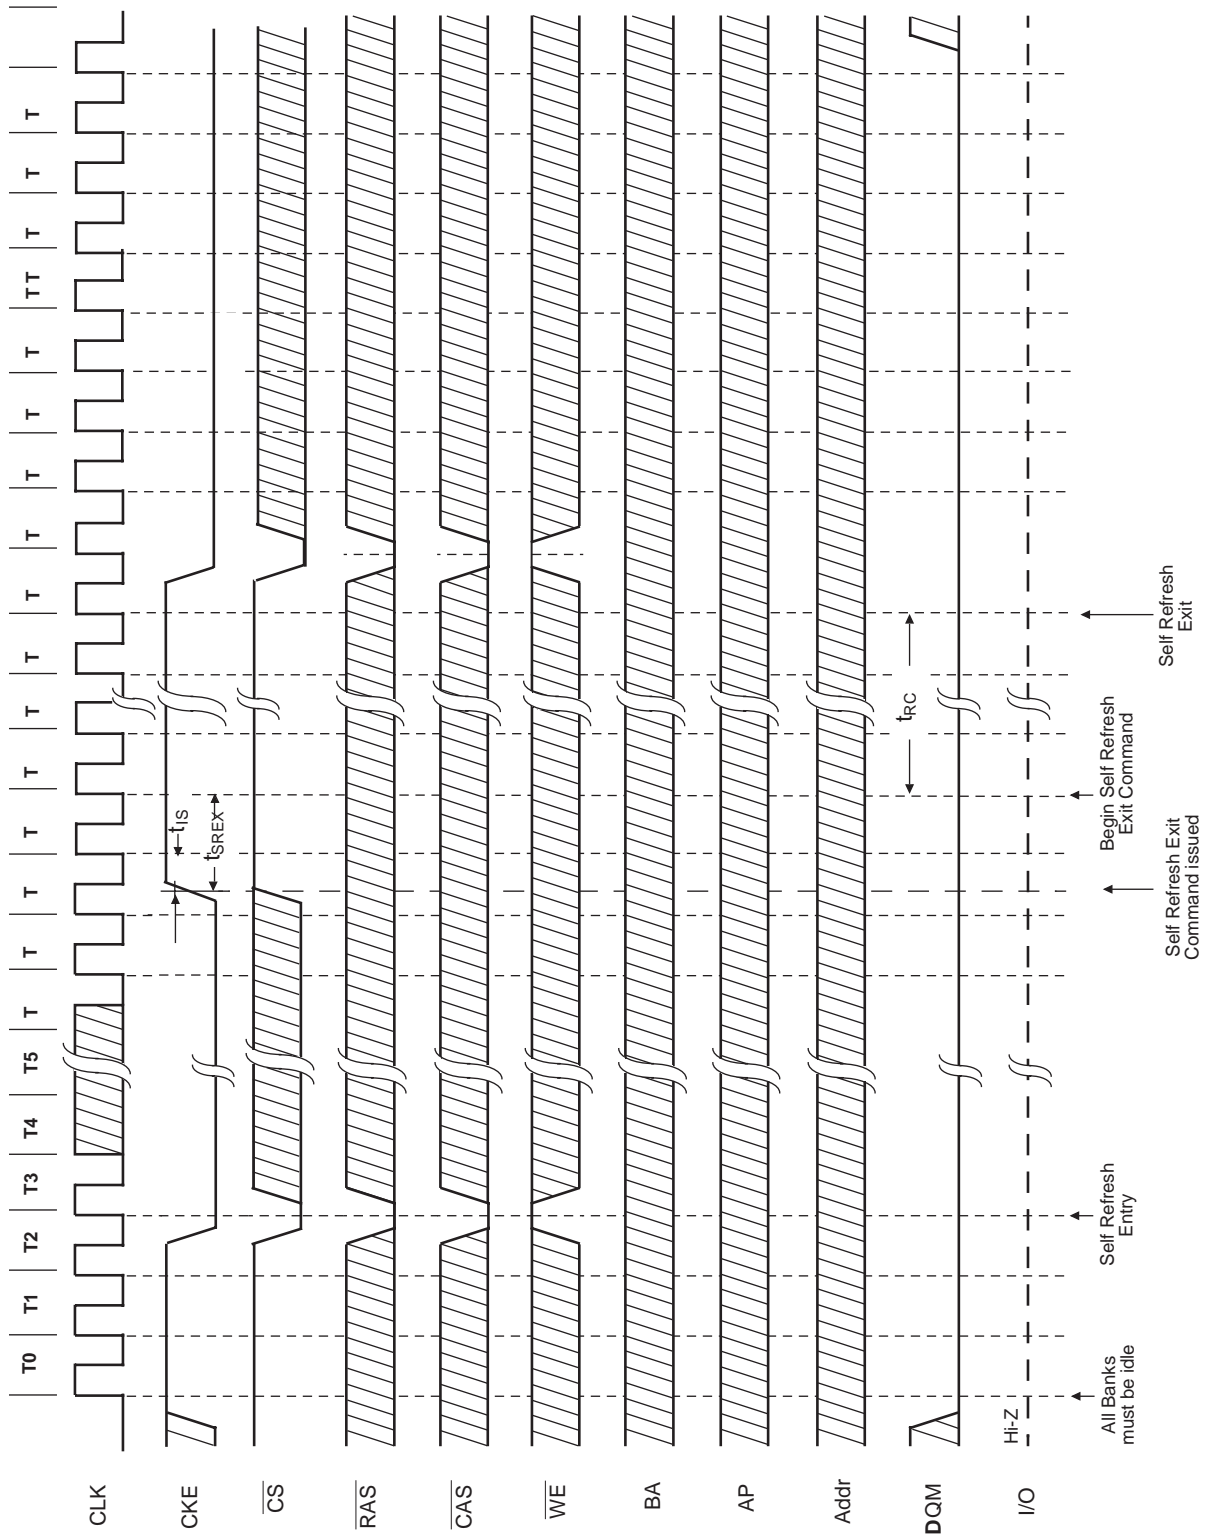 T0 T1 T2 T3 T4 T5 T T T T T T T T T T T T T T T T T
CLK
CKE
tIS
tSREX
CS
RAS
CAS
WE
BA
AP
Addr
DQM
tRC
Hi-Z
I/O
All Banks
must be idle
Self Refresh
Entry
Self Refresh Exit
Command issued
Begin Self Refresh
Exit Command
Self Refresh
Exit